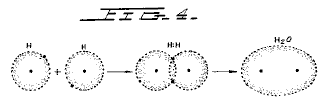 FIG. 4.
H + H → H:H → H₂O